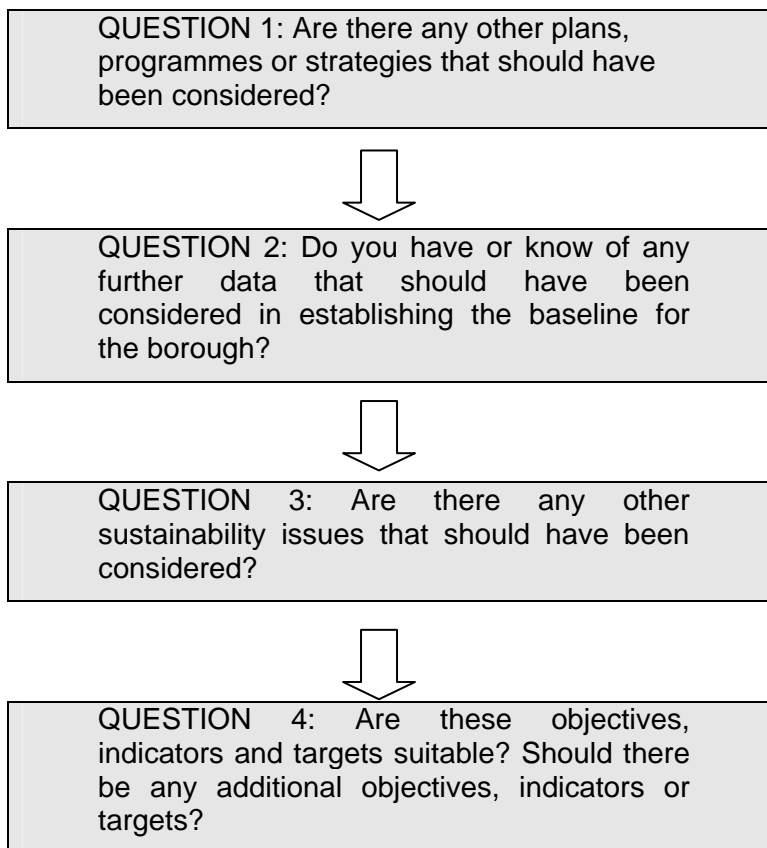 QUESTION 1: Are there any other plans,
programmes or strategies that should have
been considered?
QUESTION 2: Do you have or know of any
further data that should have been
considered in establishing the baseline for
the borough?
QUESTION 3: Are there any other
sustainability issues that should have been
considered?
QUESTION 4: Are these objectives,
indicators and targets suitable? Should there
be any additional objectives, indicators or
targets?